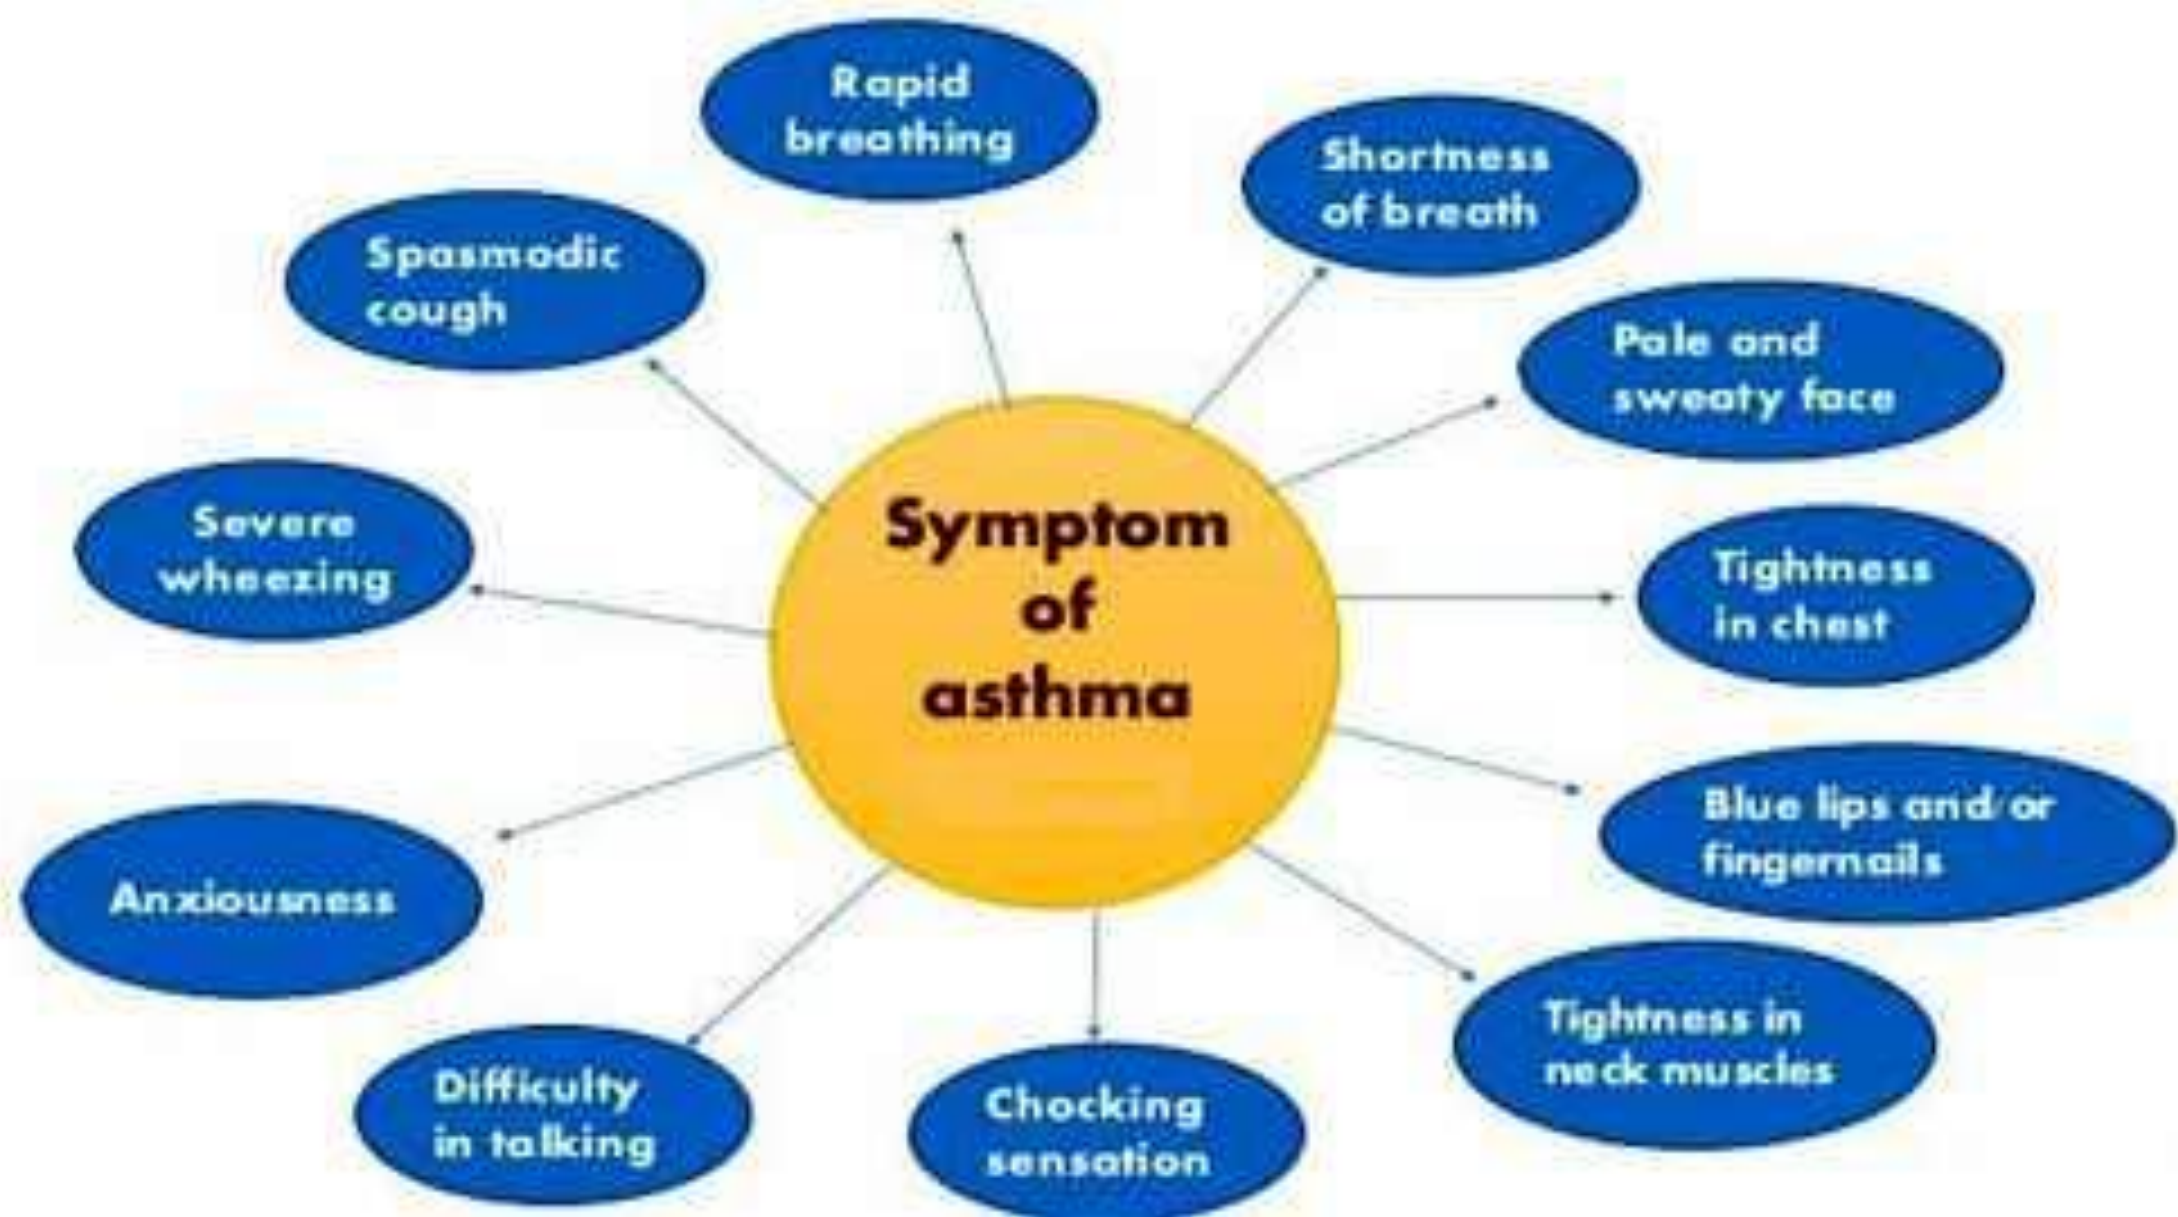 Rapid
breathing
Shortness
of breath
Spasmodic
cough
Pale and
sweaty face
Severe
wheezing
Symptom
of
asthma
Tightness
in chest
Blue lips and/or
fingernails
Anxiousness
Tightness in
neck muscles
Difficulty
in talking
Chocking
sensation